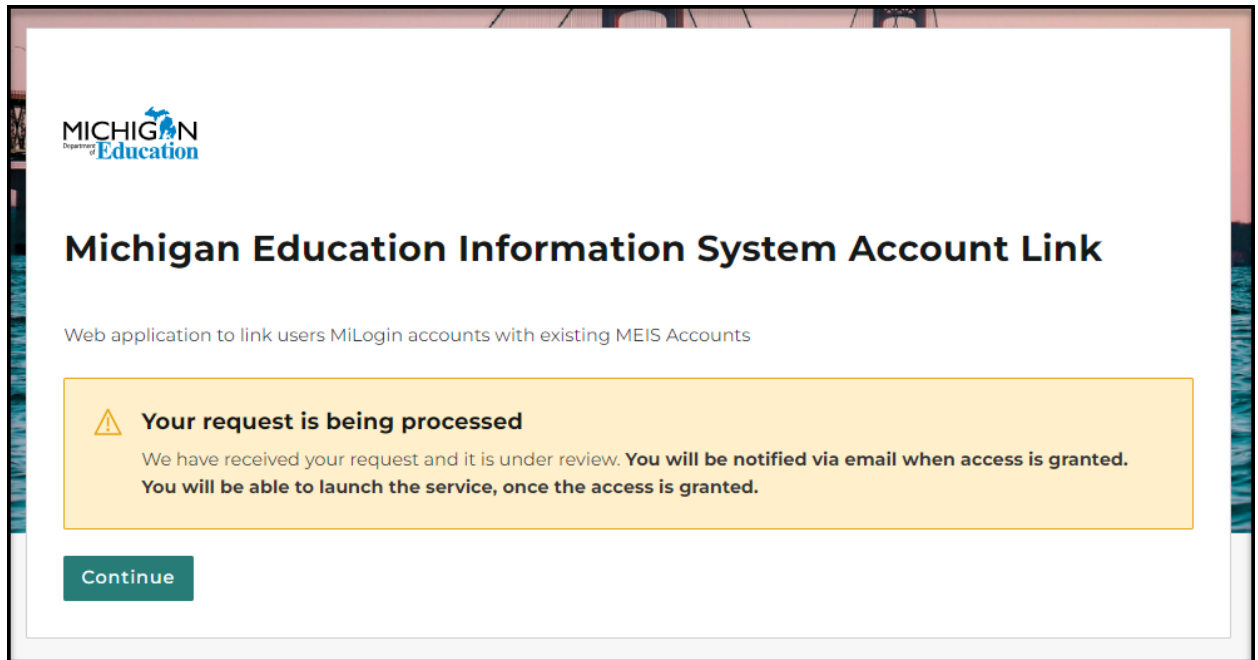 MICHIGAN
Department of Education
Michigan Education Information System Account Link
Web application to link users MiLogin accounts with existing MEIS Accounts
Your request is being processed
We have received your request and it is under review. You will be notified via email when access is granted.
You will be able to launch the service, once the access is granted.
Continue